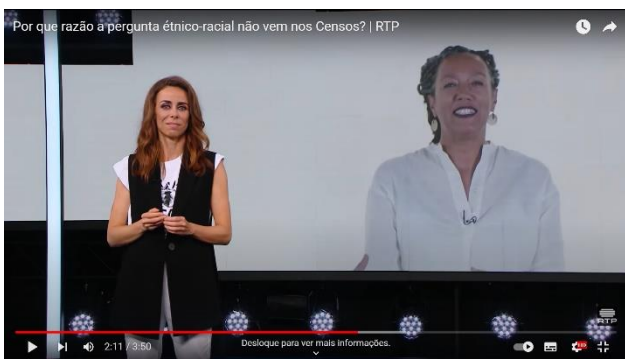 Por que razão a pergunta étnico-racial não vem nos Censos? | RTP
RTP
2:11 / 3:50
Deslocar para ver mais informações.